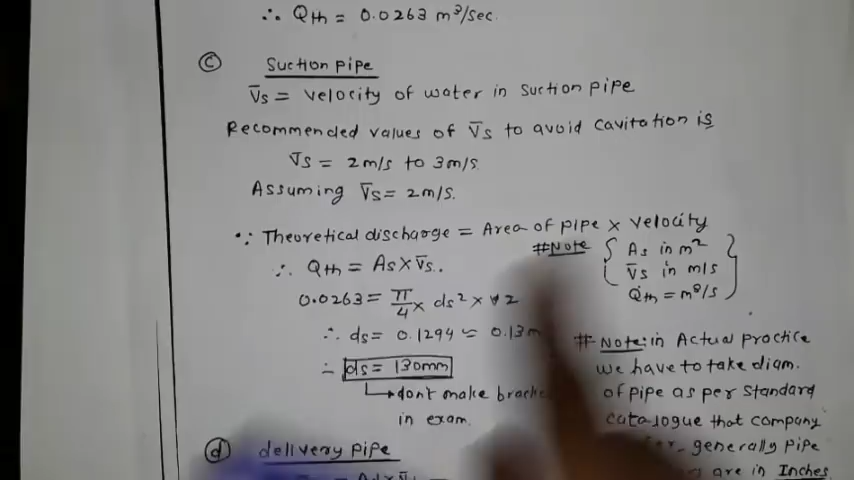 ∴ Qth = 0.0263 m³/sec.
ⓒ Suction pipe
V̄s = velocity of water in suction pipe
Recommended values of V̄s to avoid cavitation is
V̄s = 2m/s to 3m/s.
Assuming V̄s = 2m/s.
∵ Theoretical discharge = Area of pipe × velocity
∴ Qth = As × V̄s..
#Note { As in m²
V̄s in m/s
Qth = m³/s }
0.0263 = π/4 × ds² × 2
∴ ds = 0.1294 ≈ 0.13m
∴ ds = 130mm
↳ don't make
in exam.
# Note: in Actual practice
we have to take diam.
of pipe as per standard
catalogue that company
generally pipe
are in Inches
ⓓ delivery pipe